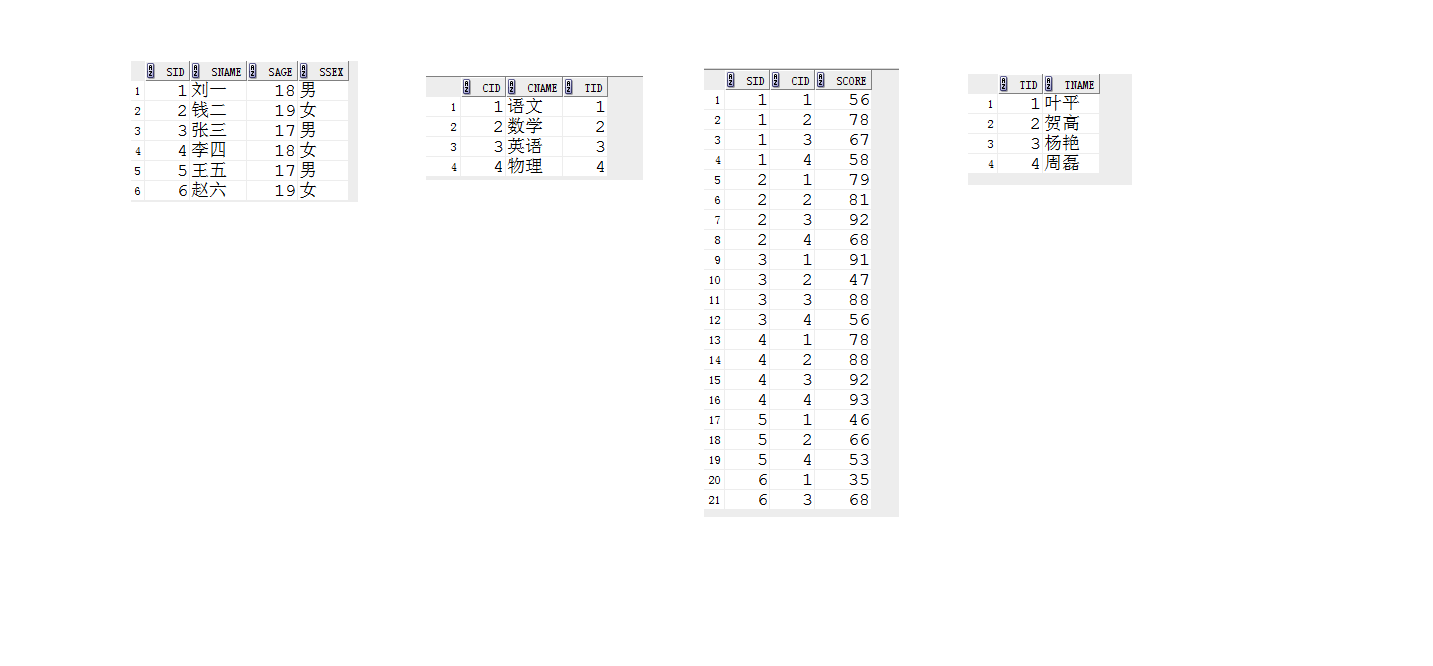 SID SNAME SAGE SSEX
1 1 刘一 18 男
2 2 钱二 19 女
3 3 张三 17 男
4 4 李四 18 女
5 5 王五 17 男
6 6 赵六 19 女
CID CNAME TID
1 1 语文 1
2 2 数学 2
3 3 英语 3
4 4 物理 4
SID CID SCORE
1 1 1 56
2 1 2 78
3 1 3 67
4 1 4 58
5 2 1 79
6 2 2 81
7 2 3 92
8 2 4 68
9 3 1 91
10 3 2 47
11 3 3 88
12 3 4 56
13 4 1 78
14 4 2 88
15 4 3 92
16 4 4 93
17 5 1 46
18 5 2 66
19 5 4 53
20 6 1 35
21 6 3 68
TID TNAME
1 1 叶平
2 2 贺高
3 3 杨艳
4 4 周磊